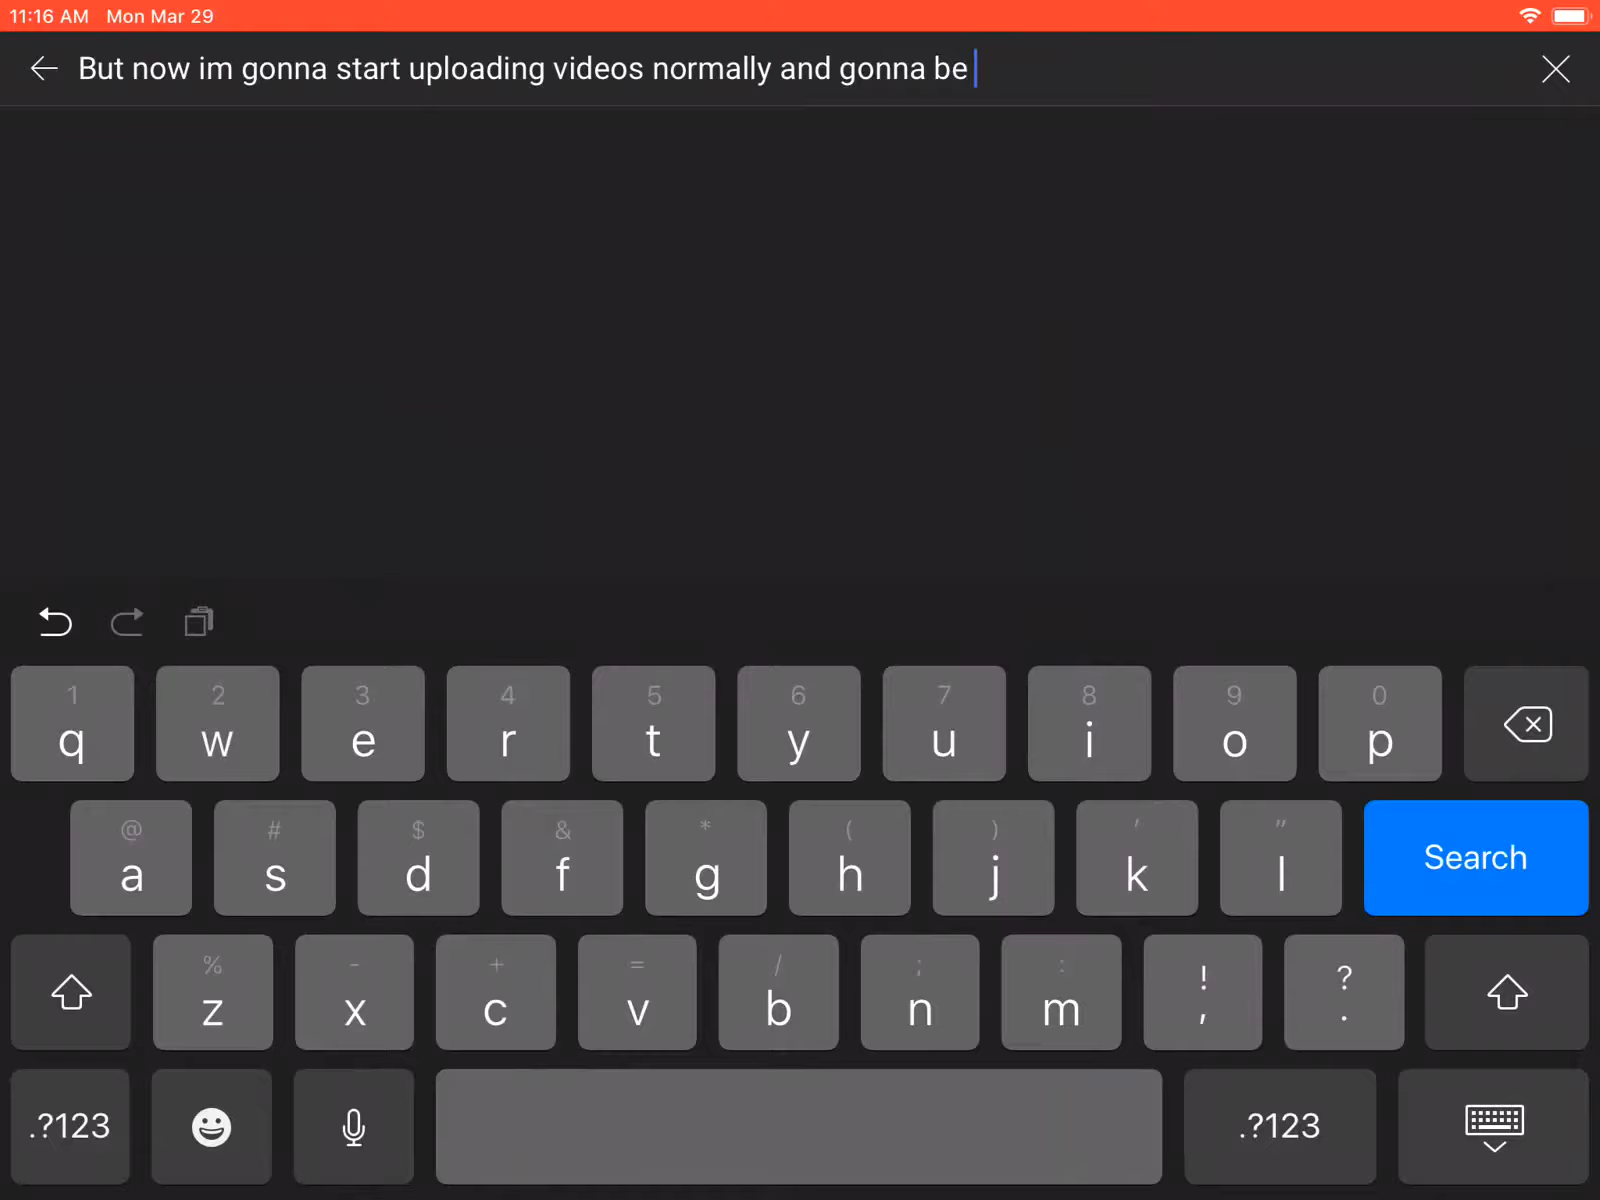 11:16 AM Mon Mar 29
But now im gonna start uploading videos normally and gonna be
1 2 3 4 5 6 7 8 9 0
q w e r t y u i o p
@ # $ & * ( ) ' "
a s d f g h j k l Search
% - + = / ; : ! ?
z x c v b n m , .
.?123 .?123